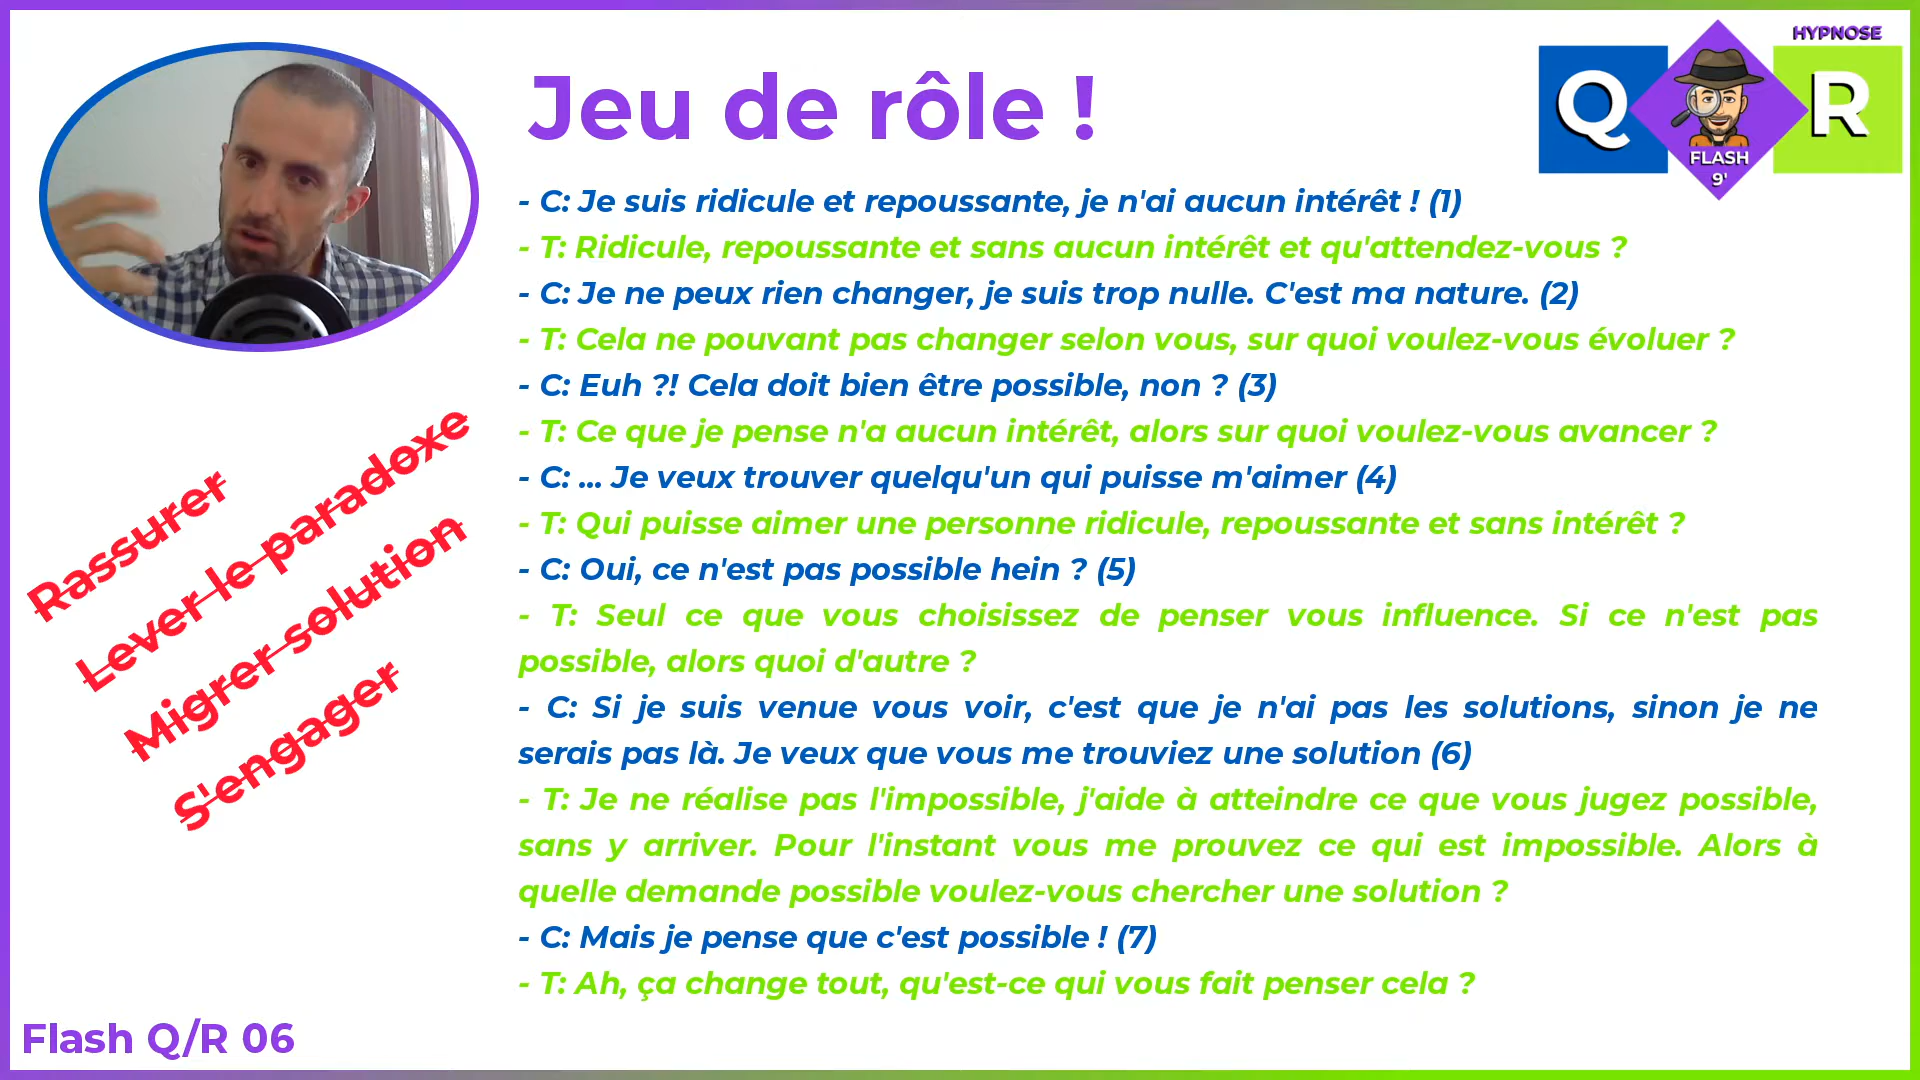 Jeu de rôle !
HYPNOSE
Q
R
FLASH
9'
- C: Je suis ridicule et repoussante, je n'ai aucun intérêt ! (1)
- T: Ridicule, repoussante et sans aucun intérêt et qu'attendez-vous ?
- C: Je ne peux rien changer, je suis trop nulle. C'est ma nature. (2)
- T: Cela ne pouvant pas changer selon vous, sur quoi voulez-vous évoluer ?
- C: Euh ?! Cela doit bien être possible, non ? (3)
- T: Ce que je pense n'a aucun intérêt, alors sur quoi voulez-vous avancer ?
- C: ... Je veux trouver quelqu'un qui puisse m'aimer (4)
- T: Qui puisse aimer une personne ridicule, repoussante et sans intérêt ?
- C: Oui, ce n'est pas possible hein ? (5)
- T: Seul ce que vous choisissez de penser vous influence. Si ce n'est pas
possible, alors quoi d'autre ?
- C: Si je suis venue vous voir, c'est que je n'ai pas les solutions, sinon je ne
serais pas là. Je veux que vous me trouviez une solution (6)
- T: Je ne réalise pas l'impossible, j'aide à atteindre ce que vous jugez possible,
sans y arriver. Pour l'instant vous me prouvez ce qui est impossible. Alors à
quelle demande possible voulez-vous chercher une solution ?
- C: Mais je pense que c'est possible ! (7)
- T: Ah, ça change tout, qu'est-ce qui vous fait penser cela ?
Rassurer
Lever le paradoxe
Migrer solution
S'engager
Flash Q/R 06